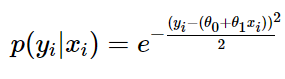 p(y_i|x_i) = e^{-\frac{(y_i-(\theta_0+\theta_1 x_i))^2}{2}}